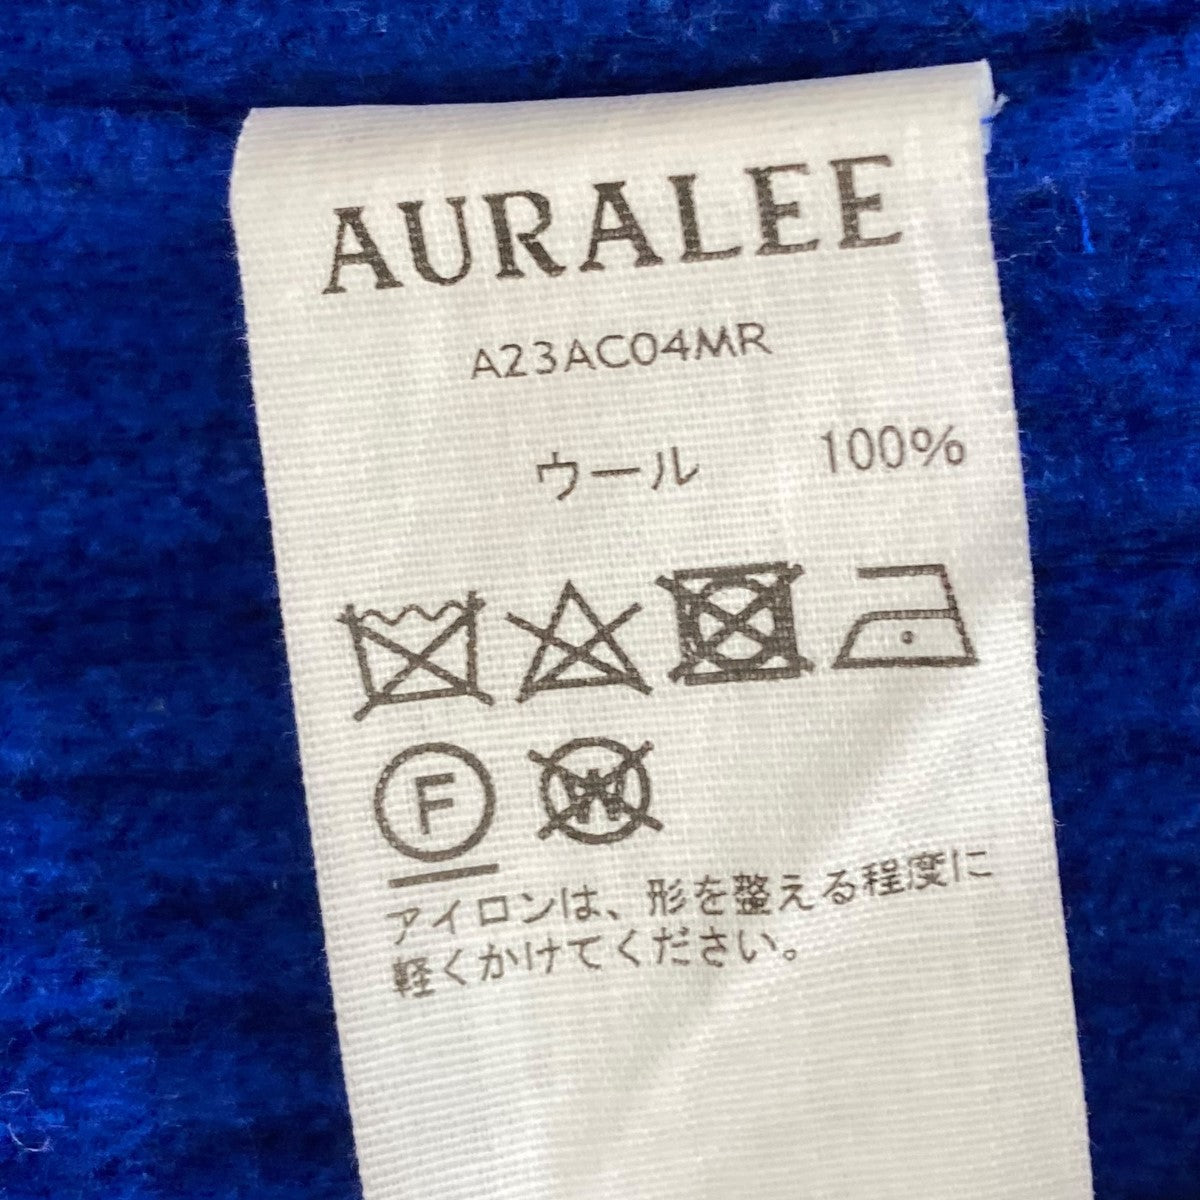 AURALEE
A23AC04MR
ウール 100%
F W
アイロンは、形を整える程度に
軽くかけてください。